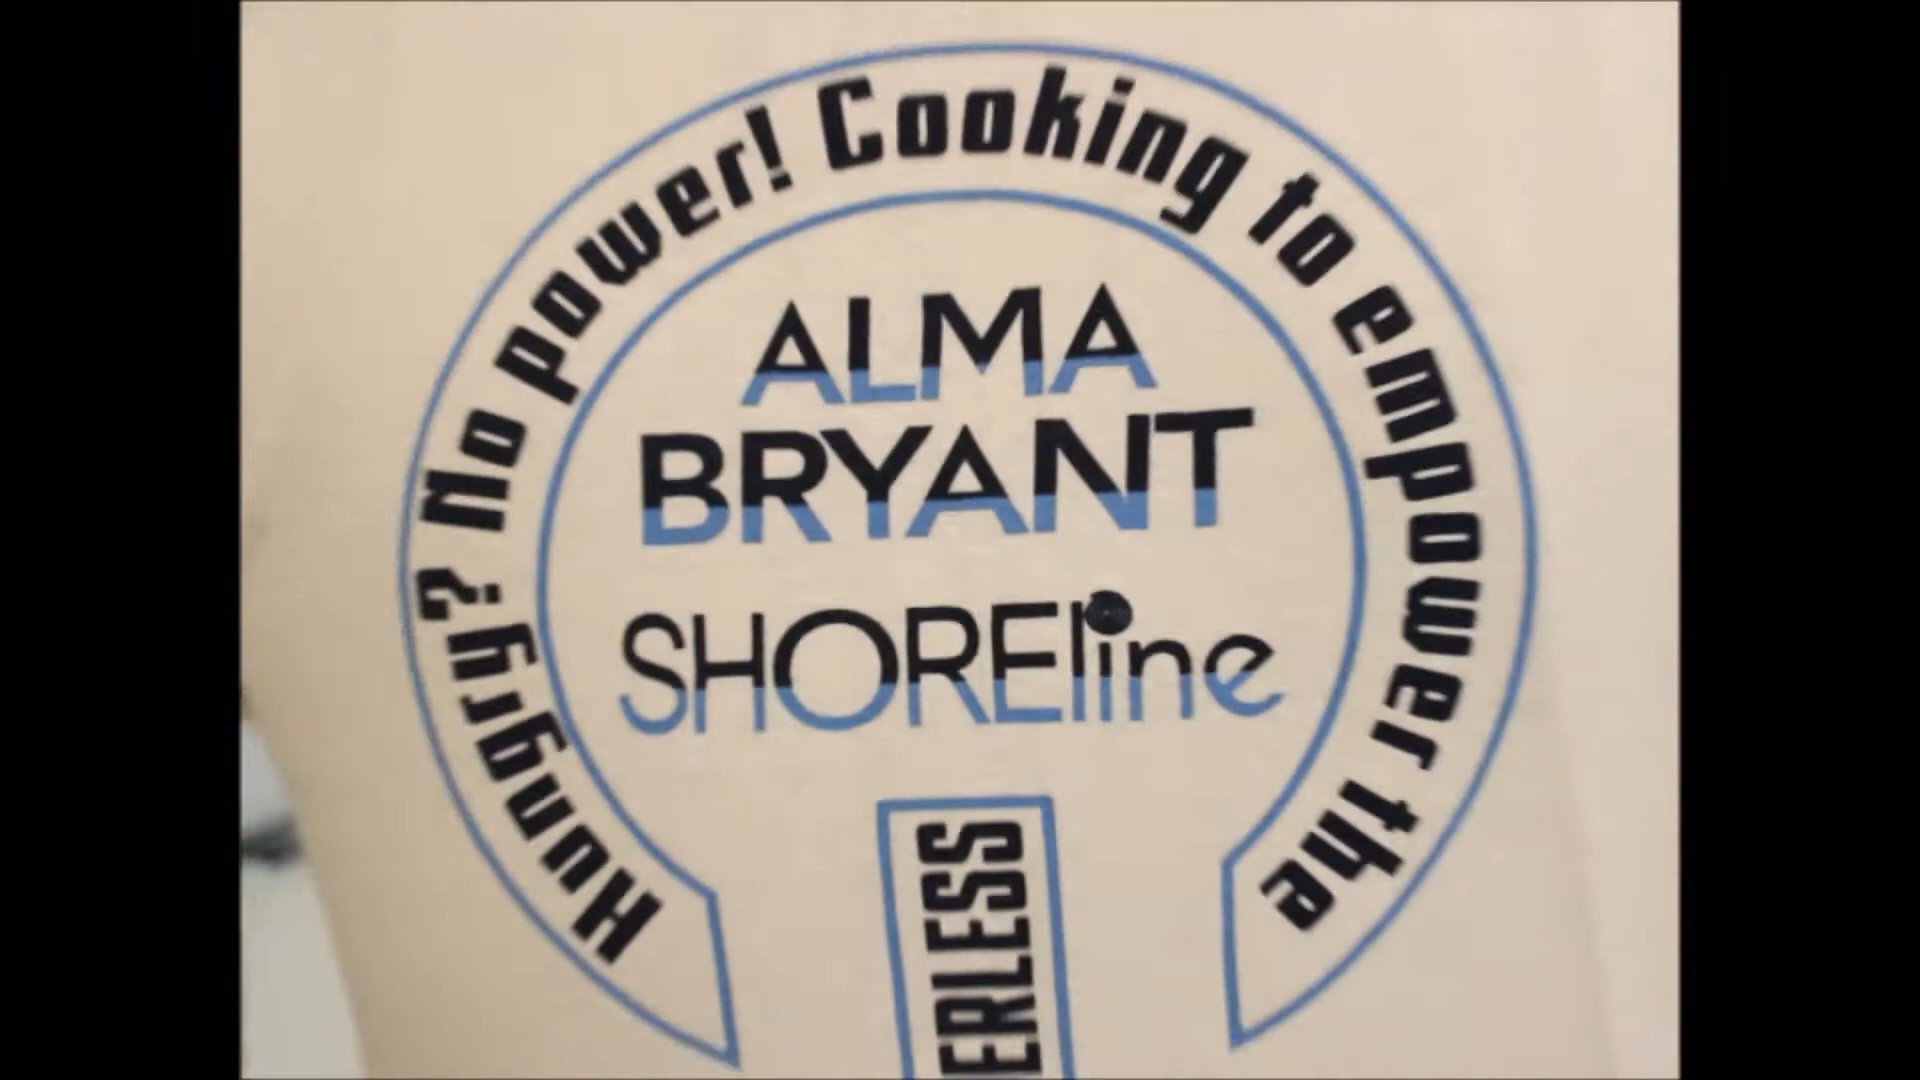 Hungry? No power! Cooking to empower the
ALMA
BRYANT
SHOREline
ERLESS